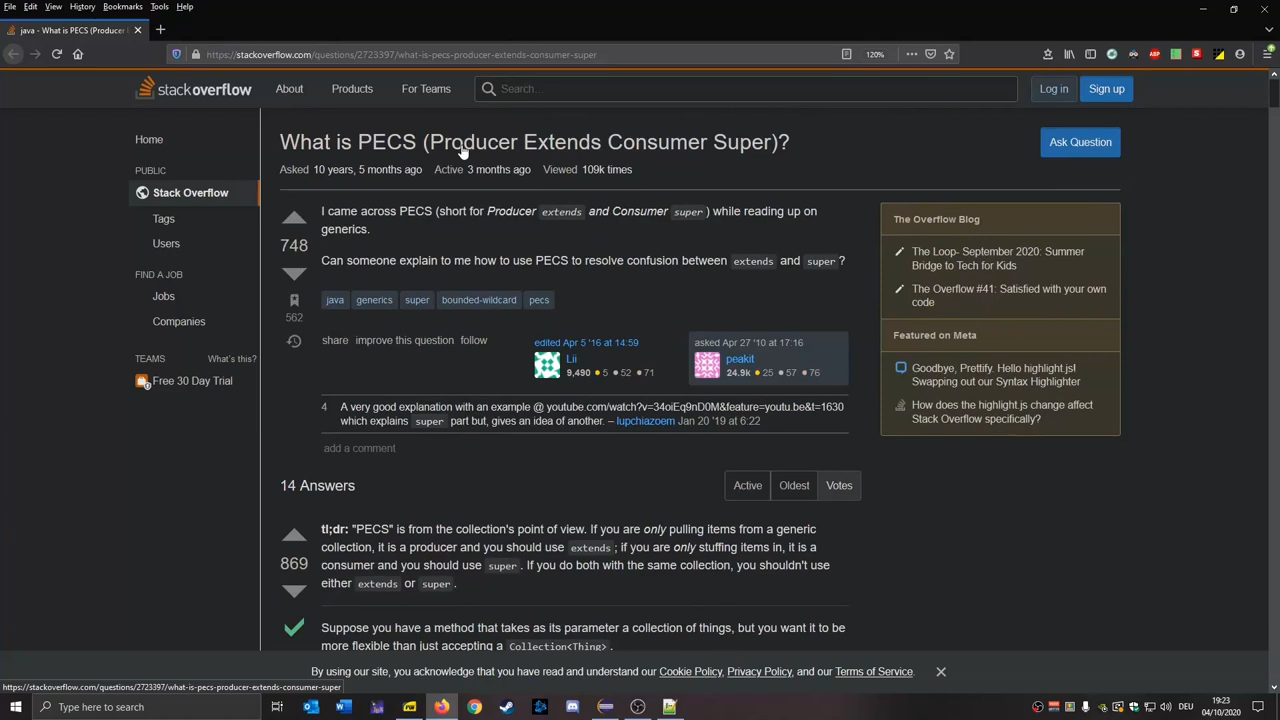 File Edit View History Bookmarks Tools Help
java - What is PECS (Producer E
https://stackoverflow.com/questions/2723397/what-is-pecs-producer-extends-consumer-super
120%
ABP
stackoverflow
About
Products
For Teams
Search...
Log in
Sign up
Home
PUBLIC
Stack Overflow
Tags
Users
FIND A JOB
Jobs
Companies
TEAMS
What's this?
Free 30 Day Trial
What is PECS (Producer Extends Consumer Super)?
Ask Question
Asked 10 years, 5 months ago Active 3 months ago Viewed 109k times
748
562
I came across PECS (short for Producer extends and Consumer super) while reading up on
generics.
Can someone explain to me how to use PECS to resolve confusion between extends and super?
java generics super bounded-wildcard pecs
share improve this question follow
edited Apr 5 '16 at 14:59
Lii
9,490 5 52 71
asked Apr 27 '10 at 17:16
peakit
24.9k 25 57 76
4 A very good explanation with an example @ youtube.com/watch?v=34oiEq9nD0M&feature=youtu.be&t=1630
which explains super part but, gives an idea of another. – lupchiazoem Jan 20 '19 at 6:22
add a comment
The Overflow Blog
The Loop- September 2020: Summer
Bridge to Tech for Kids
The Overflow #41: Satisfied with your own
code
Featured on Meta
Goodbye, Prettify. Hello highlight.js!
Swapping out our Syntax Highlighter
How does the highlight.js change affect
Stack Overflow specifically?
14 Answers
Active Oldest Votes
869
tl;dr: "PECS" is from the collection's point of view. If you are only pulling items from a generic
collection, it is a producer and you should use extends; if you are only stuffing items in, it is a
consumer and you should use super. If you do both with the same collection, you shouldn't use
either extends or super.
Suppose you have a method that takes as its parameter a collection of things, but you want it to be
more flexible than just accepting a Collection<Thing>.
By using our site, you acknowledge that you have read and understand our Cookie Policy, Privacy Policy, and our Terms of Service.
https://stackoverflow.com/questions/2723397/what-is-pecs-producer-extends-consumer-super
Type here to search
DEU
19:23
04/10/2020